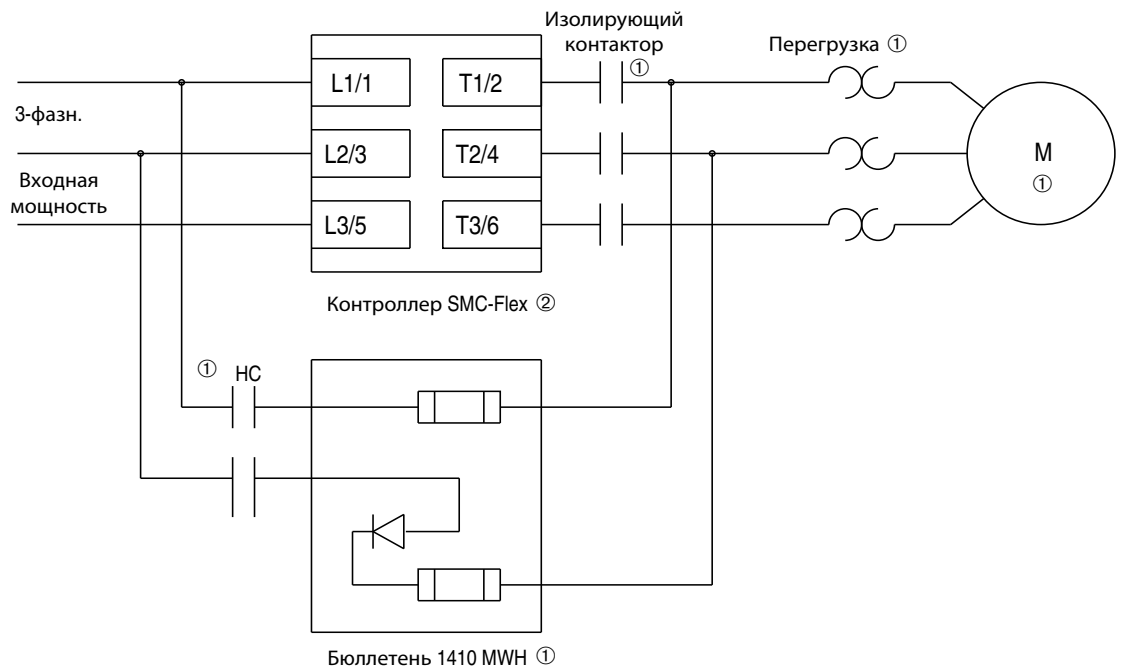 Изолирующий
контактор
①
Перегрузка ①
3-фазн.
Входная
мощность
L1/1 T1/2
L2/3 T2/4
L3/5 T3/6
M
①
Контроллер SMC-Flex ②
① HC
Бюллетень 1410 MWH ①